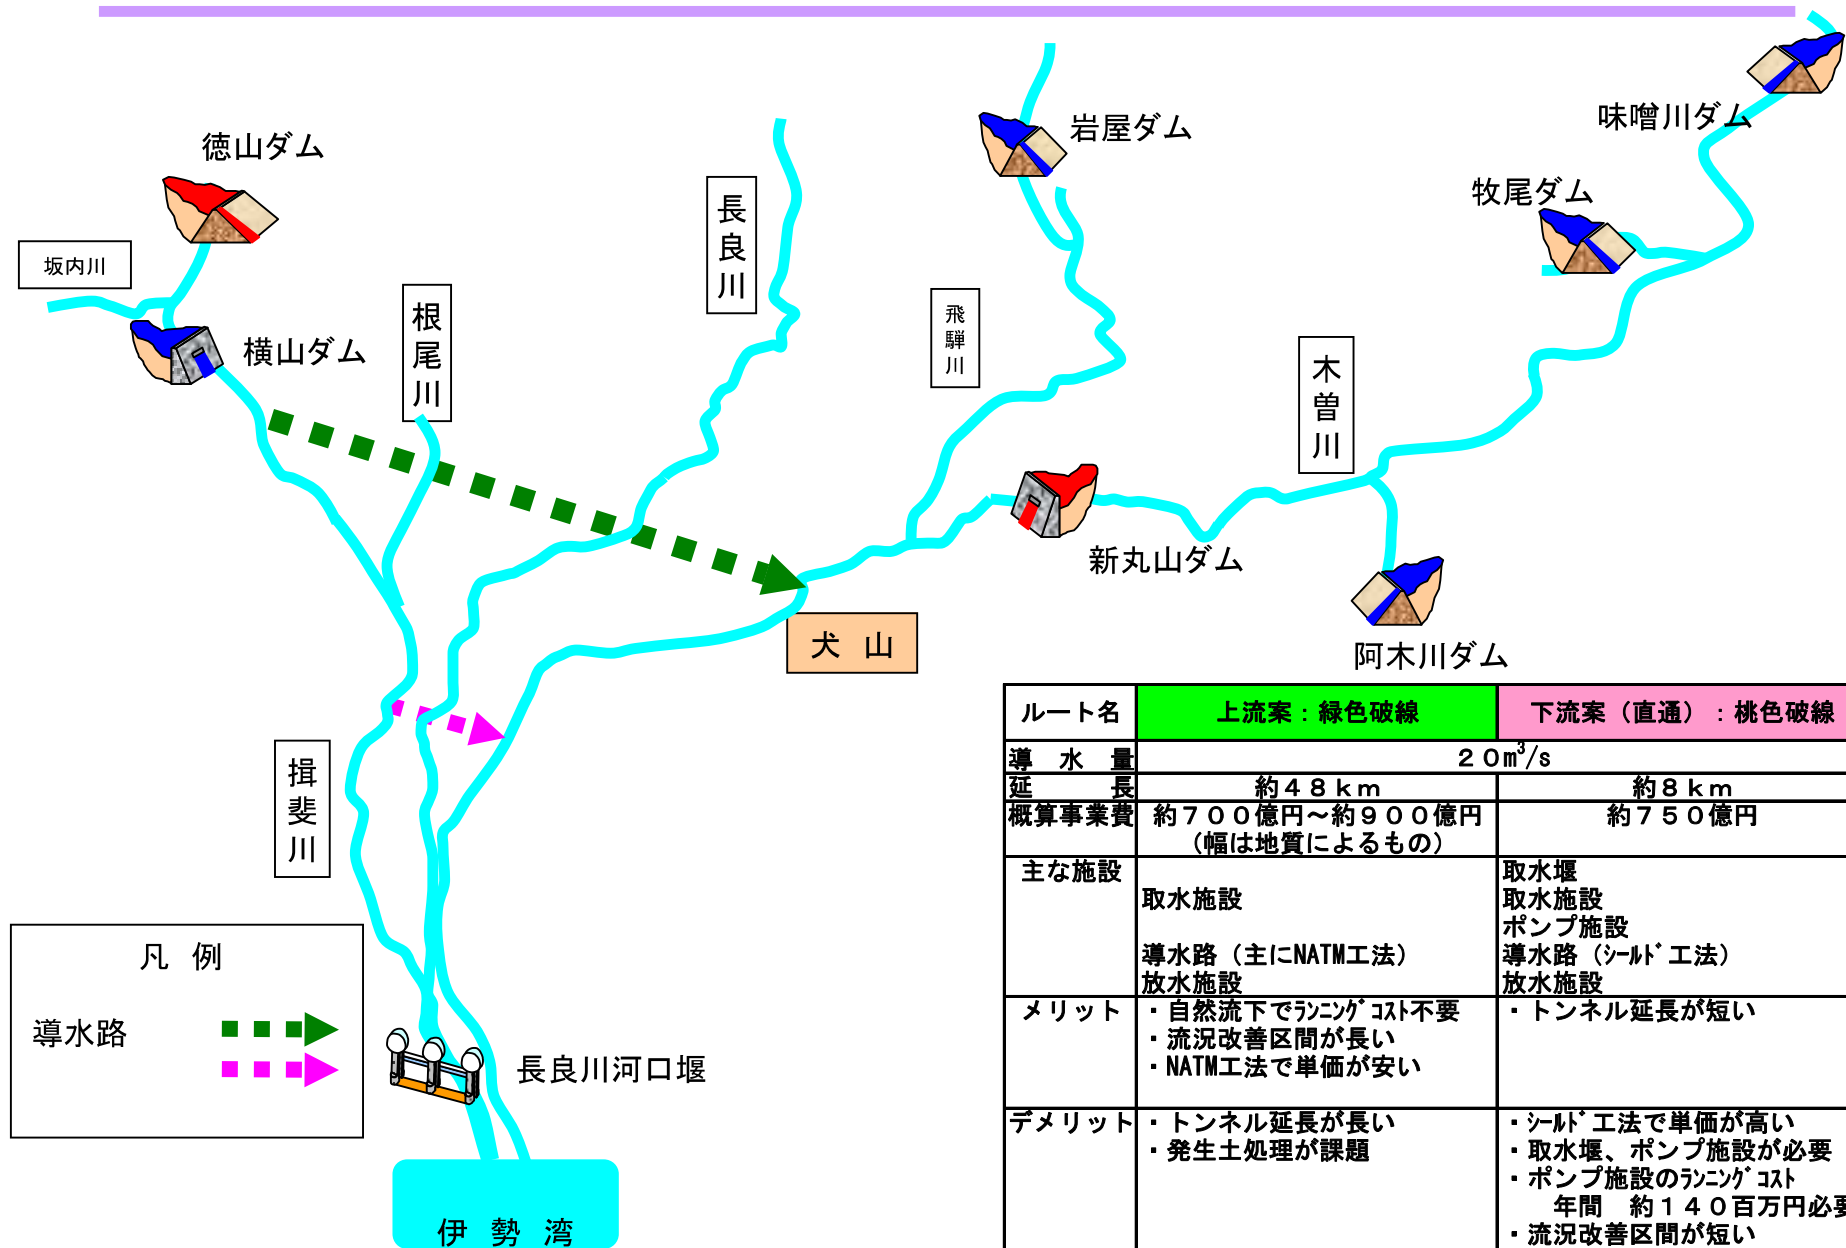 味噌川ダム
岩屋ダム
徳山ダム
牧尾ダム
長良川
坂内川
根尾川
飛騨川
横山ダム
木曽川
新丸山ダム
犬 山
阿木川ダム
揖斐川
ルート名 上流案：緑色破線 下流案（直通）：桃色破線
導 水 量 ２０m³/s
延 長 約４８ｋｍ 約８ｋｍ
概算事業費 約７００億円～約９００億円 約７５０億円
（幅は地質によるもの）
主な施設 取水堰
取水施設 取水施設
ポンプ施設
導水路（主にNATM工法） 導水路（ｼｰﾙﾄﾞ工法）
放水施設 放水施設
メリット ・自然流下でﾗﾝﾆﾝｸﾞｺｽﾄ不要 ・トンネル延長が短い
・流況改善区間が長い
・NATM工法で単価が安い
デメリット ・トンネル延長が長い ・ｼｰﾙﾄﾞ工法で単価が高い
・発生土処理が課題 ・取水堰、ポンプ施設が必要
・ポンプ施設のﾗﾝﾆﾝｸﾞｺｽﾄ
年間 約１４０百万円必要
・流況改善区間が短い
凡 例
導水路
長良川河口堰
伊 勢 湾